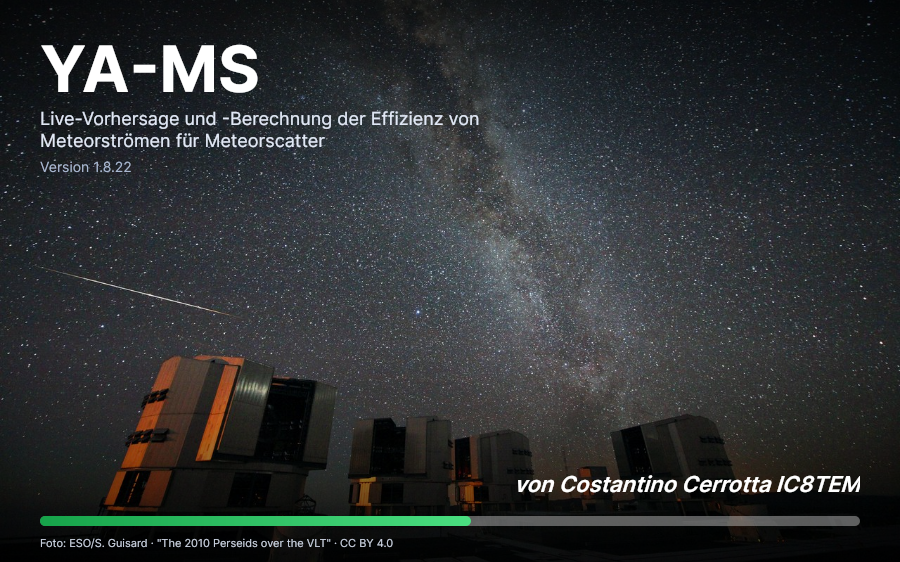 YA-MS
Live-Vorhersage und -Berechnung der Effizienz von
Meteorströmen für Meteorscatter
Version 1.8.22
von Costantino Cerrotta IC8TEM
Foto: ESO/S. Guisard · "The 2010 Perseids over the VLT" · CC BY 4.0